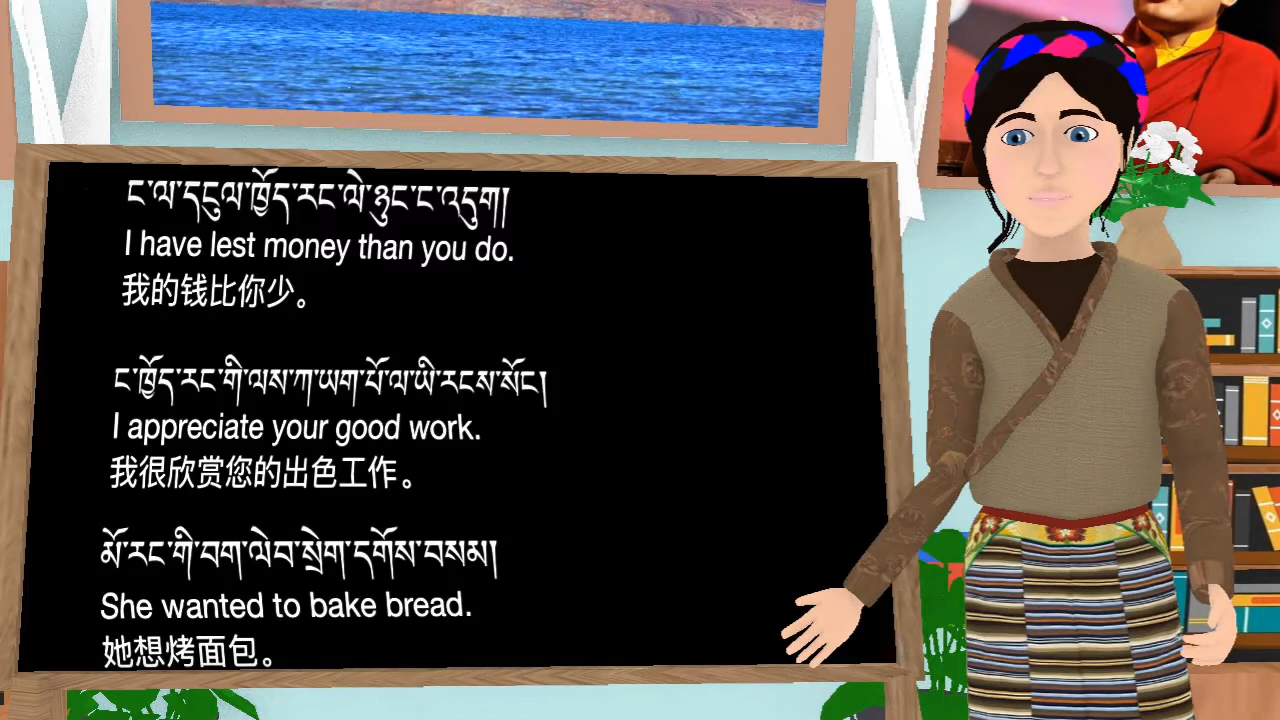 ང་ལ་དངུལ་ཁྱོད་རང་ལེ་ཉུང་ང་འདུག།
I have lest money than you do.
我的钱比你少。
ང་ཁྱོད་རང་གི་ལས་ཀ་ཡག་པོ་ལ་ཡི་རངས་སོང།
I appreciate your good work.
我很欣赏您的出色工作。
མོ་རང་གི་བག་ལེབ་སྲེག་དགོས་བསམ།
She wanted to bake bread.
她想烤面包。